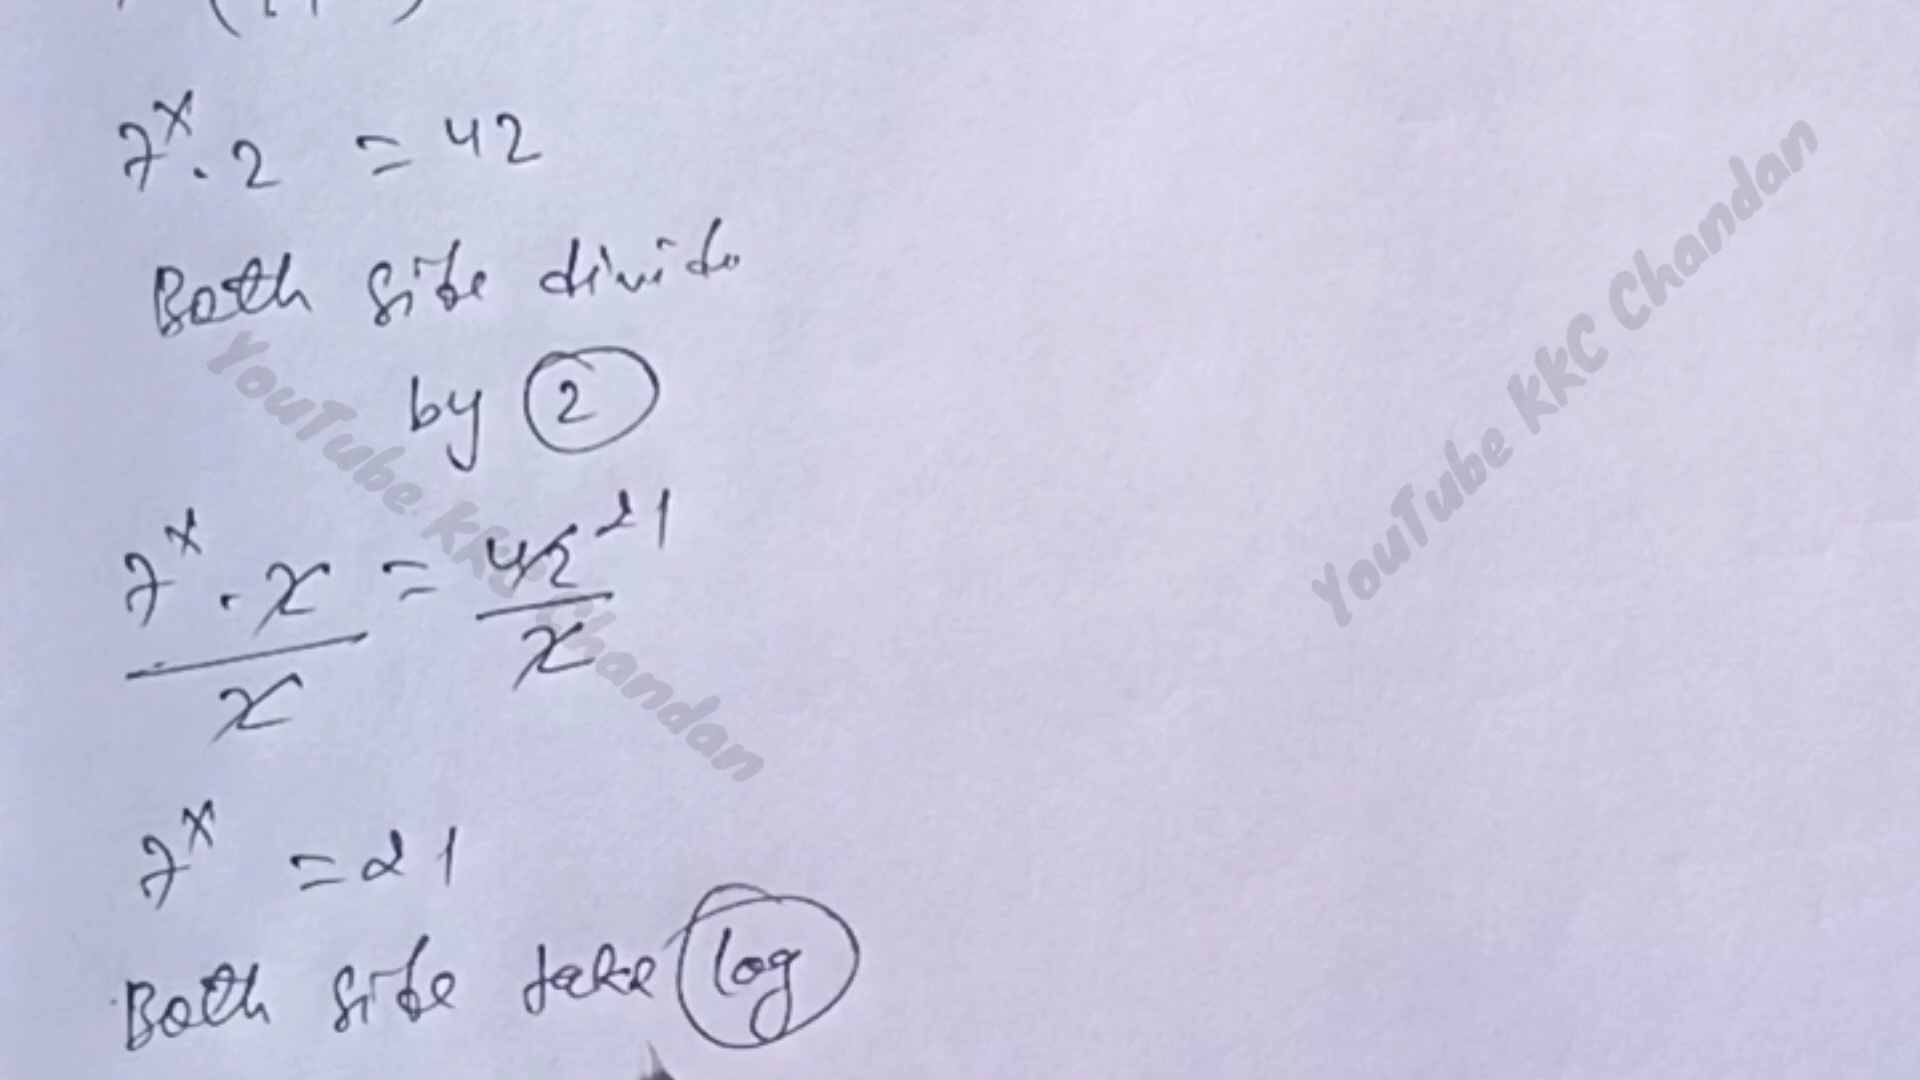 7^x . 2 = 42
Both side divide
by 2
7^x . 2 = 42 21
2 2
7^x = 21
Both side take log
YouTube KKC Chandan
YouTube KKC Chandan